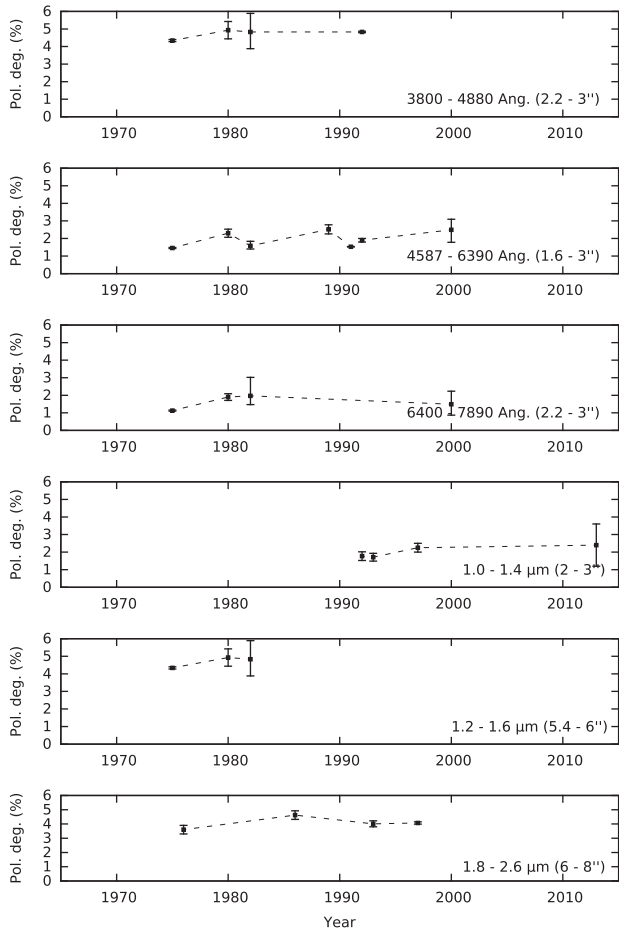 6
5
4
3
2
1
0
Pol. deg. (%)
3800 - 4880 Ang. (2.2 - 3'')
1970 1980 1990 2000 2010
6
5
4
3
2
1
0
Pol. deg. (%)
4587 - 6390 Ang. (1.6 - 3'')
1970 1980 1990 2000 2010
6
5
4
3
2
1
0
Pol. deg. (%)
6400 - 7890 Ang. (2.2 - 3'')
1970 1980 1990 2000 2010
6
5
4
3
2
1
0
Pol. deg. (%)
1.0 - 1.4 μm (2 - 3'')
1970 1980 1990 2000 2010
6
5
4
3
2
1
0
Pol. deg. (%)
1.2 - 1.6 μm (5.4 - 6'')
1970 1980 1990 2000 2010
6
5
4
3
2
1
0
Pol. deg. (%)
1.8 - 2.6 μm (6 - 8'')
1970 1980 1990 2000 2010
Year